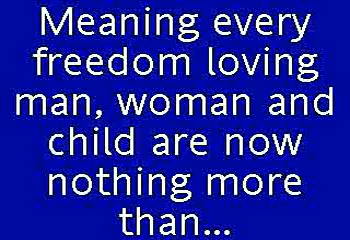 Meaning every
freedom loving
man, woman and
child are now
nothing more
than...